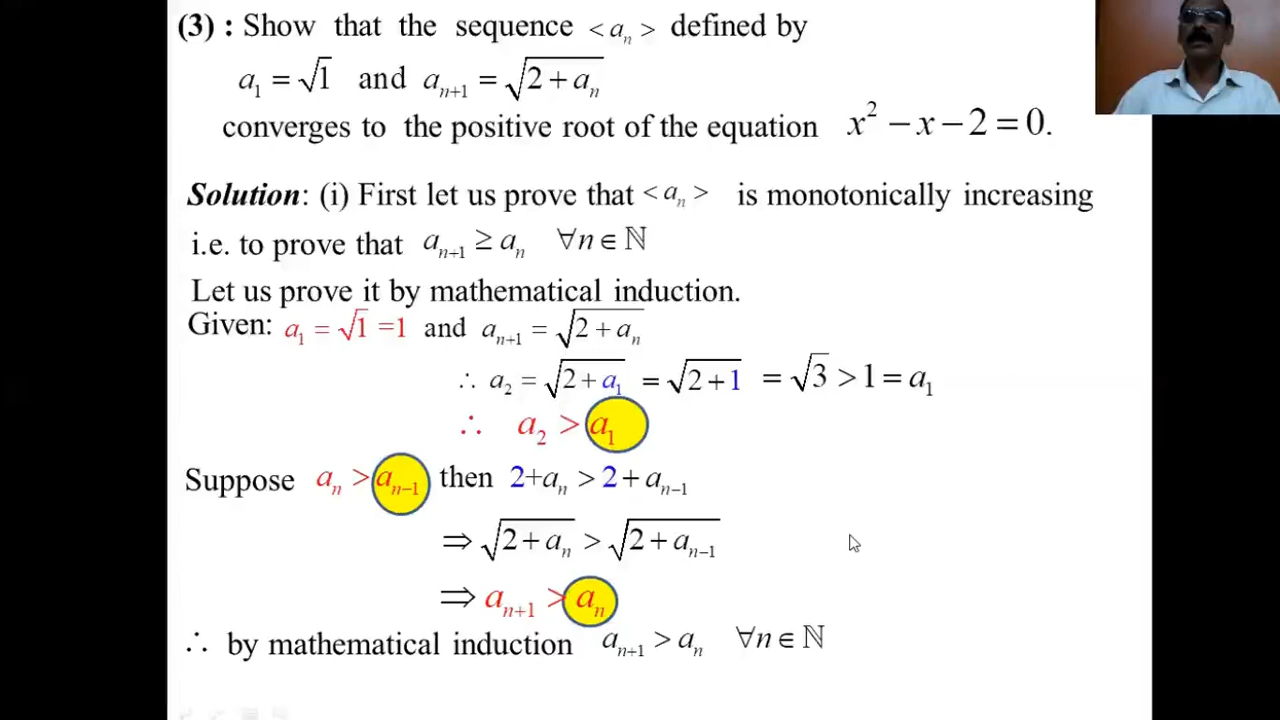 (3) : Show that the sequence < aₙ > defined by
a₁ = √1 and aₙ₊₁ = √(2 + aₙ)
converges to the positive root of the equation x² − x − 2 = 0.
Solution: (i) First let us prove that < aₙ > is monotonically increasing
i.e. to prove that aₙ₊₁ ≥ aₙ ∀n ∈ ℕ
Let us prove it by mathematical induction.
Given: a₁ = √1 =1 and aₙ₊₁ = √(2 + aₙ)
∴ a₂ = √(2 + a₁) = √(2 + 1) = √3 > 1 = a₁
∴ a₂ > a₁
Suppose aₙ > aₙ₋₁ then 2+aₙ > 2 + aₙ₋₁
⇒ √(2 + aₙ) > √(2 + aₙ₋₁)
⇒ aₙ₊₁ > aₙ
∴ by mathematical induction aₙ₊₁ > aₙ ∀n ∈ ℕ